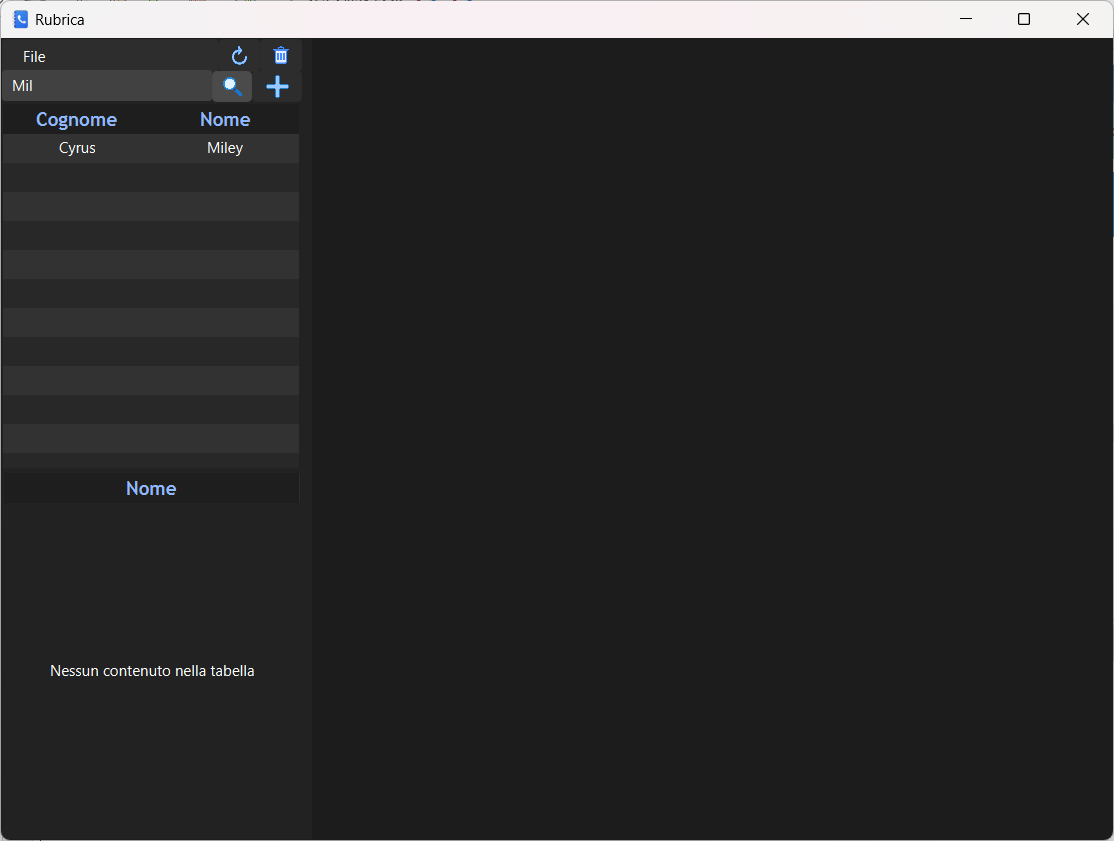 Rubrica
File
Mil
Cognome Nome
Cyrus Miley
Nome
Nessun contenuto nella tabella